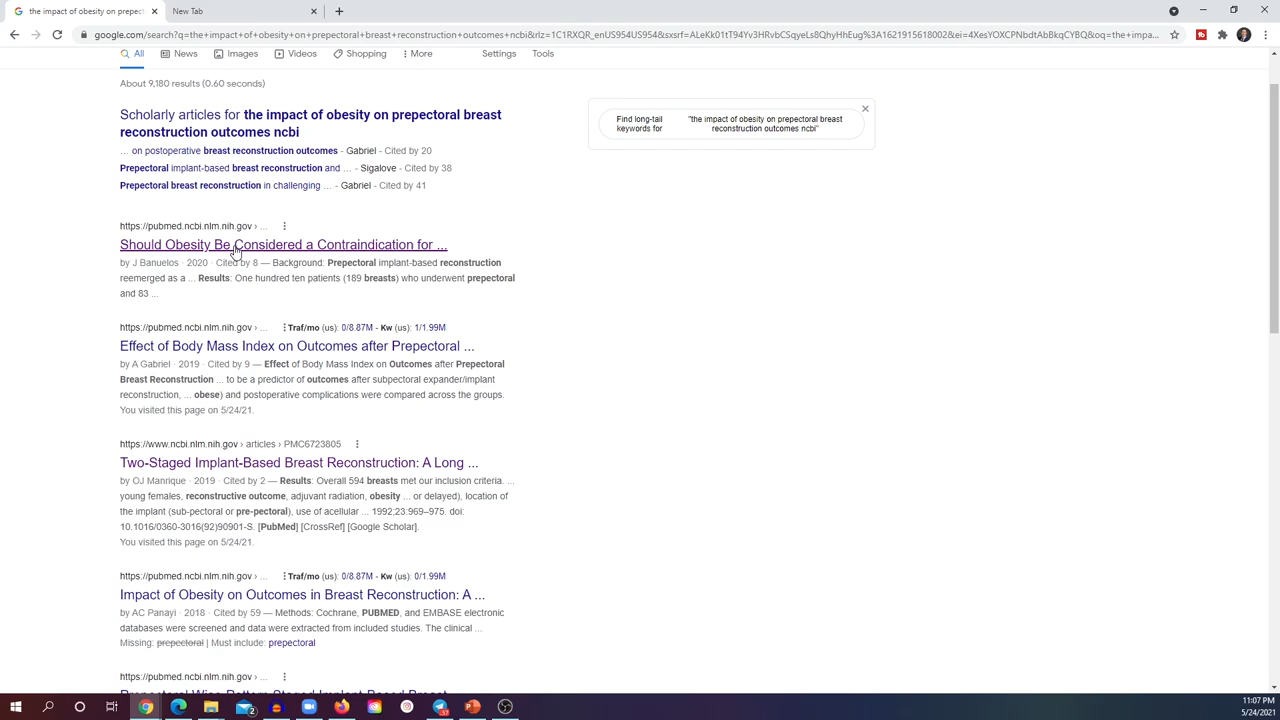 the impact of obesity on prepect
New Tab
google.com/search?q=the+impact+of+obesity+on+prepectoral+breast+reconstruction+outcomes+ncbi&rlz=1C1RXQR_enUS954US954&sxsrf=ALeKk01tT94Yv3HRvbCSqyeLs8QhyHhEug%3A1621915618002&ei=4XesYOXCPNbdtAbBkqCYBQ&oq=the+impa...
All
News
Images
Videos
Shopping
More
Settings
Tools
About 9,180 results (0.60 seconds)
Scholarly articles for the impact of obesity on prepectoral breast
reconstruction outcomes ncbi
... on postoperative breast reconstruction outcomes - Gabriel - Cited by 20
Prepectoral implant-based breast reconstruction and ... - Sigalove - Cited by 38
Prepectoral breast reconstruction in challenging ... - Gabriel - Cited by 41
Find long-tail
keywords for
"the impact of obesity on prepectoral breast
reconstruction outcomes ncbi"
https://pubmed.ncbi.nlm.nih.gov › ...
Should Obesity Be Considered a Contraindication for ...
by J Banuelos · 2020 · Cited by 8 — Background: Prepectoral implant-based reconstruction
reemerged as a ... Results: One hundred ten patients (189 breasts) who underwent prepectoral
and 83 ...
https://pubmed.ncbi.nlm.nih.gov › ...
Traf/mo (us): 0/8.87M - Kw (us): 1/1.99M
Effect of Body Mass Index on Outcomes after Prepectoral ...
by A Gabriel · 2019 · Cited by 9 — Effect of Body Mass Index on Outcomes after Prepectoral
Breast Reconstruction ... to be a predictor of outcomes after subpectoral expander/implant
reconstruction, ... obese) and postoperative complications were compared across the groups.
You visited this page on 5/24/21.
https://www.ncbi.nlm.nih.gov › articles › PMC6723805
Two-Staged Implant-Based Breast Reconstruction: A Long ...
by OJ Manrique · 2019 · Cited by 2 — Results: Overall 594 breasts met our inclusion criteria. ...
young females, reconstructive outcome, adjuvant radiation, obesity ... or delayed), location of
the implant (sub-pectoral or pre-pectoral), use of acellular ... 1992;23:969–975. doi:
10.1016/0360-3016(92)90901-S. [PubMed] [CrossRef] [Google Scholar].
You visited this page on 5/24/21.
https://pubmed.ncbi.nlm.nih.gov › ...
Traf/mo (us): 0/8.87M - Kw (us): 0/1.99M
Impact of Obesity on Outcomes in Breast Reconstruction: A ...
by AC Panayi · 2018 · Cited by 59 — Methods: Cochrane, PUBMED, and EMBASE electronic
databases were screened and data were extracted from included studies. The clinical ...
Missing: prepectoral | Must include: prepectoral
https://pubmed.ncbi.nlm.nih.gov › ...
Prepectoral Wise-Pattern Staged Implant-Based Breast
11:07 PM
5/24/2021